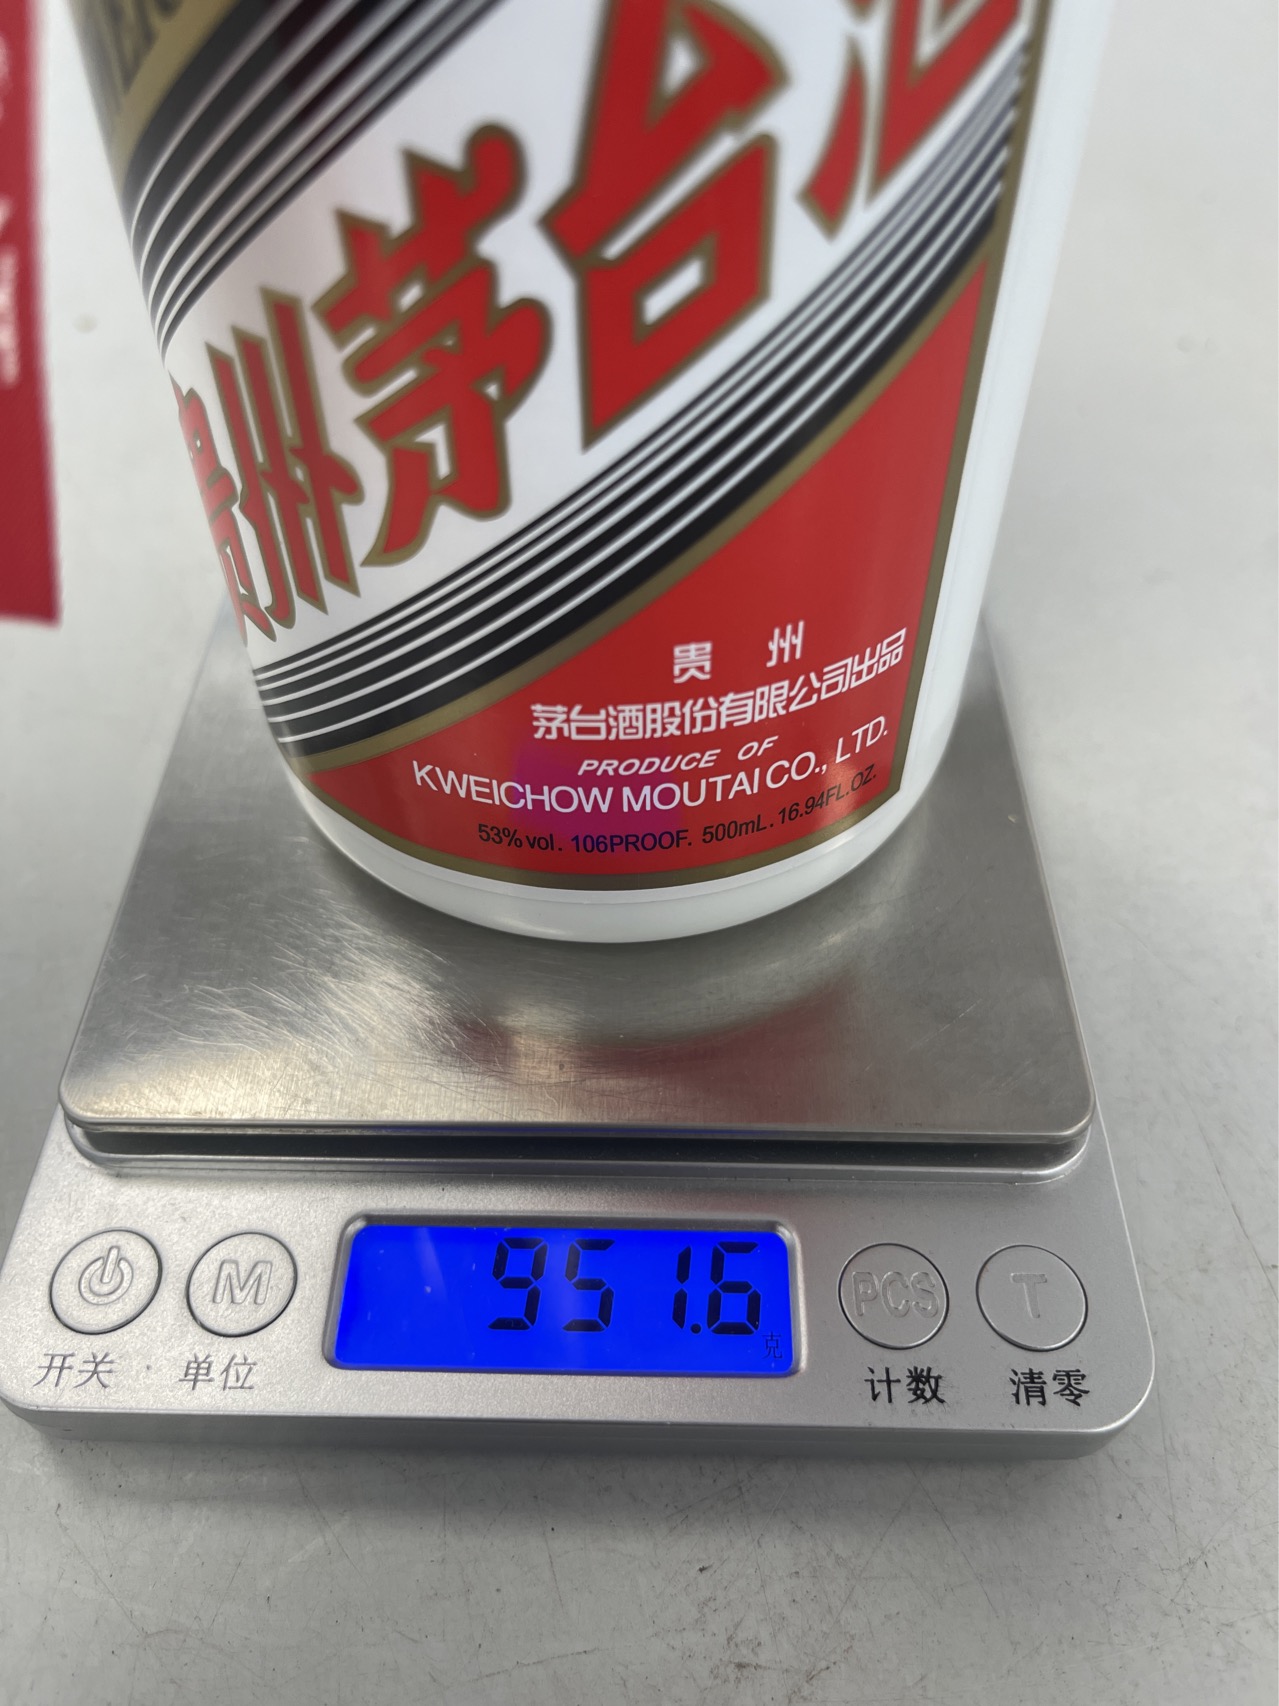 贵州茅台酒
贵 州
茅台酒股份有限公司出品
PRODUCE OF
KWEICHOW MOUTAI CO., LTD.
53%vol. 106PROOF. 500mL. 16.94FL.OZ.
951.6
克
M
PCS
T
开关 · 单位
计数
清零